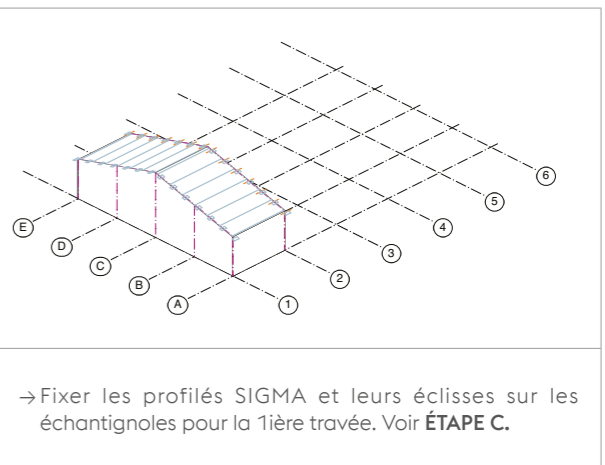 6
5
4
3
2
1
E
D
C
B
A
→ Fixer les profilés SIGMA et leurs éclisses sur les
échantignoles pour la 1ière travée. Voir ÉTAPE C.